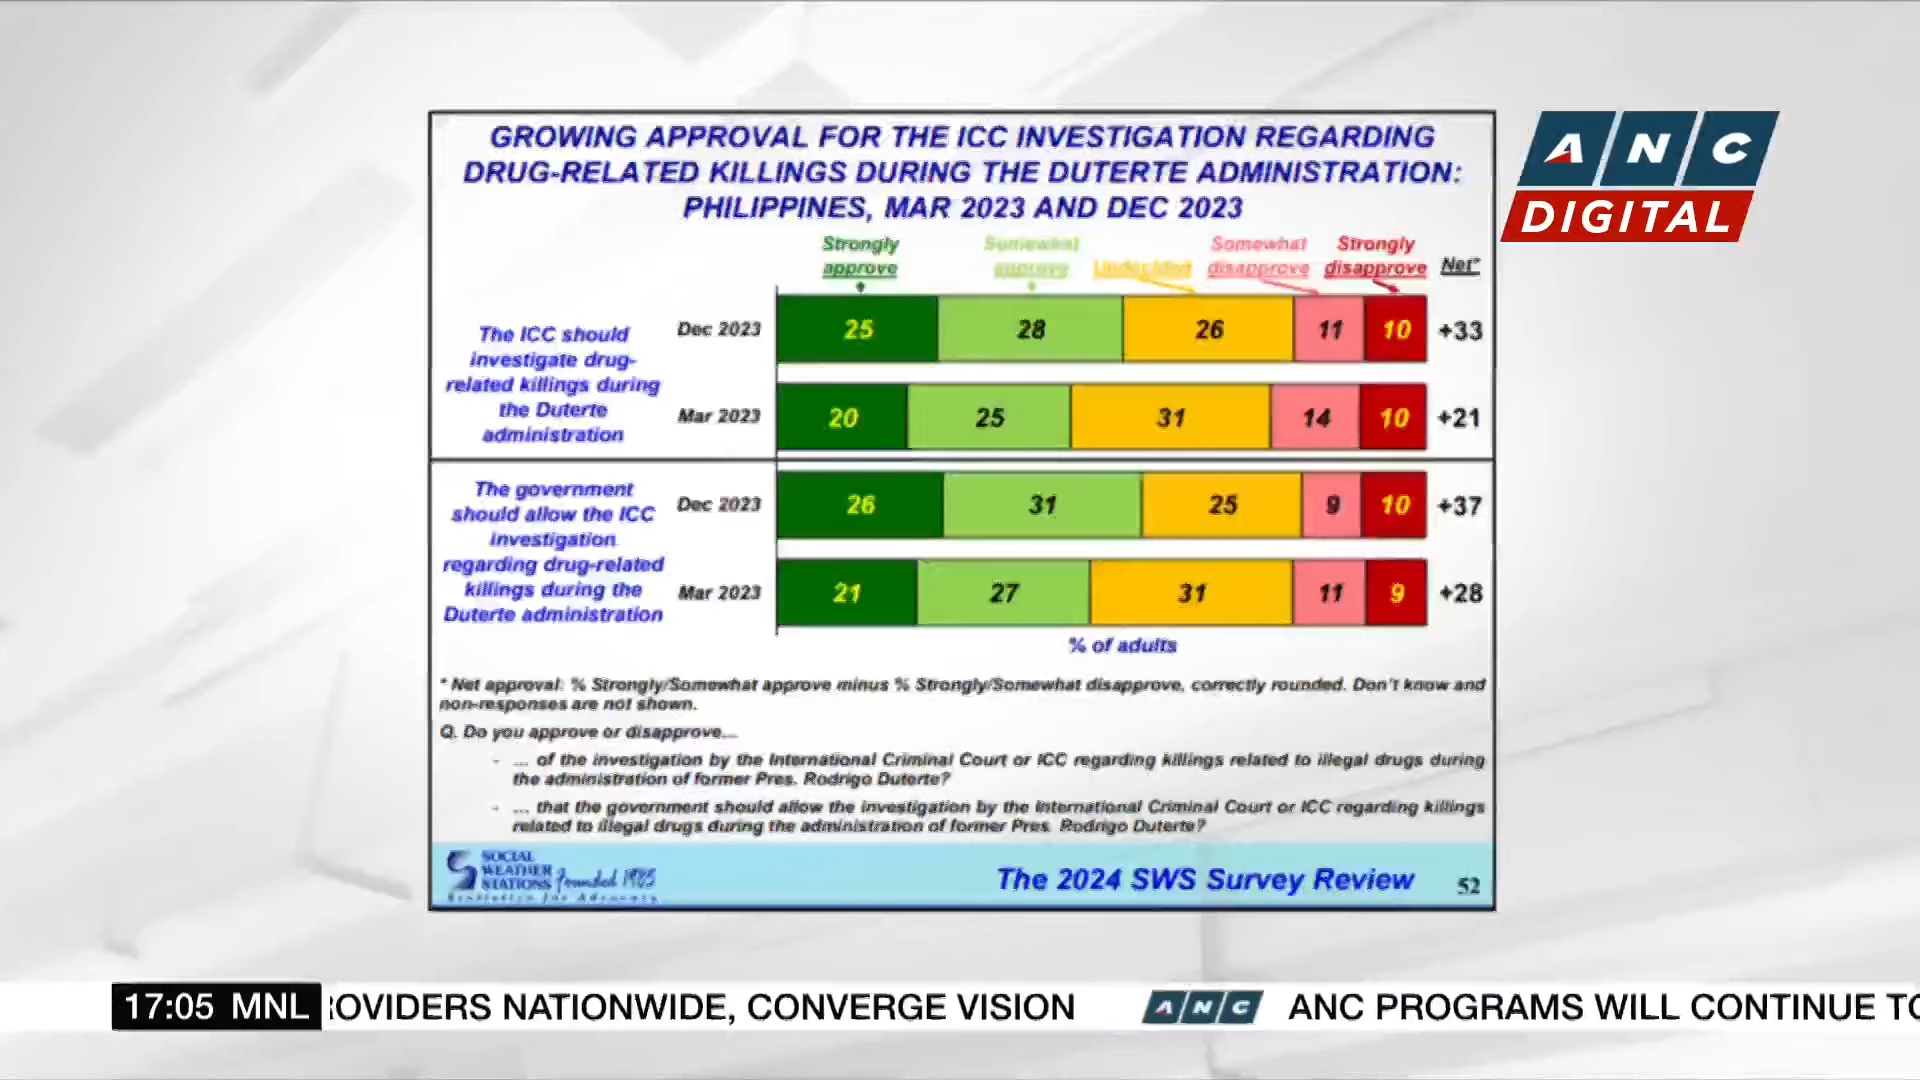 GROWING APPROVAL FOR THE ICC INVESTIGATION REGARDING
DRUG-RELATED KILLINGS DURING THE DUTERTE ADMINISTRATION:
PHILIPPINES, MAR 2023 AND DEC 2023
ANC
DIGITAL
Strongly approve
Somewhat approve
Undecided
Somewhat disapprove
Strongly disapprove
Net*
The ICC should
investigate drug-
related killings during
the Duterte
administration
Dec 2023 25 28 26 11 10 +33
Mar 2023 20 25 31 14 10 +21
The government
should allow the ICC
investigation
regarding drug-related
killings during the
Duterte administration
Dec 2023 26 31 25 9 10 +37
Mar 2023 21 27 31 11 9 +28
% of adults
* Net approval: % Strongly/Somewhat approve minus % Strongly/Somewhat disapprove, correctly rounded. Don't know and
non-responses are not shown.
Q. Do you approve or disapprove...
- ... of the investigation by the International Criminal Court or ICC regarding killings related to illegal drugs during
the administration of former Pres. Rodrigo Duterte?
- ... that the government should allow the investigation by the International Criminal Court or ICC regarding killings
related to illegal drugs during the administration of former Pres. Rodrigo Duterte?
SOCIAL
WEATHER
STATIONS founded 1985
The 2024 SWS Survey Review 52
17:05 MNL ROVIDERS NATIONWIDE, CONVERGE VISION ANC ANC PROGRAMS WILL CONTINUE TO